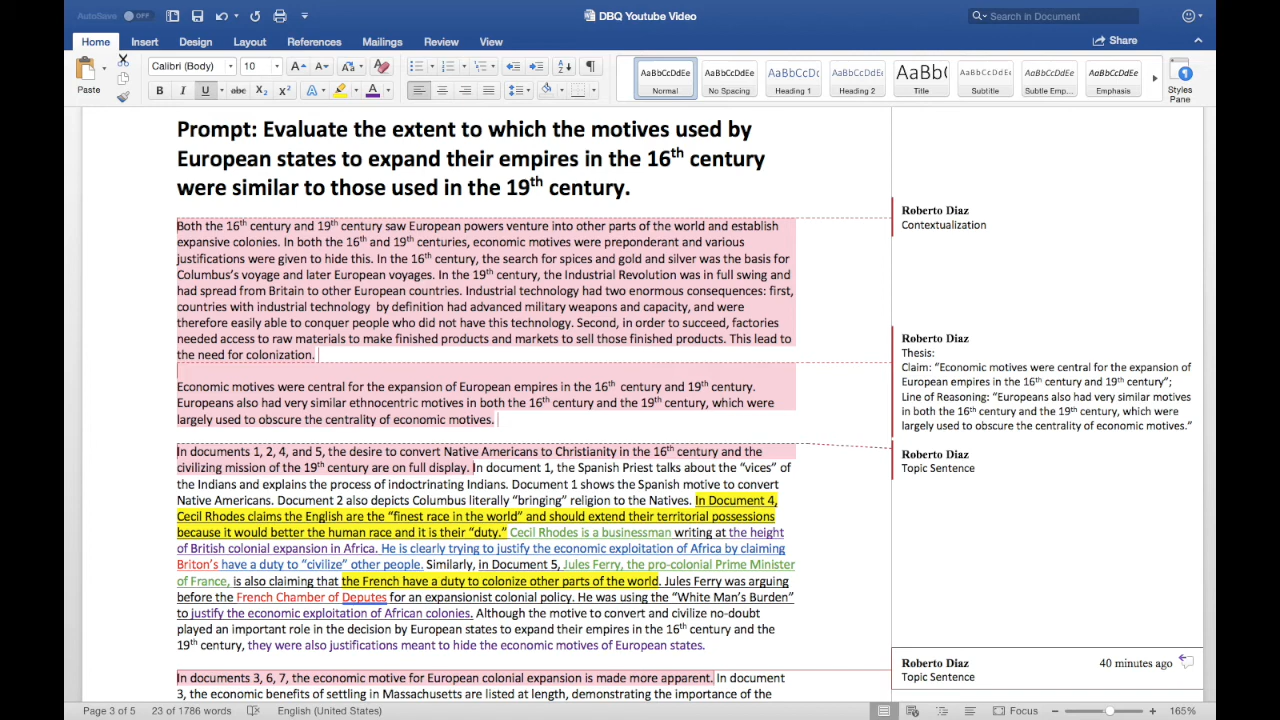 AutoSave OFF
DBQ Youtube Video
Search in Document
Home Insert Design Layout References Mailings Review View
Share
Paste
Calibri (Body) 10
B I U abc X₂ X²
AaBbCcDdEe AaBbCcDdEe AaBbCcDc AaBbCcDdEe AaBbC AaBbCcDdEe AaBbCcDdEe AaBbCcDdEe
Normal No Spacing Heading 1 Heading 2 Title Subtitle Subtle Emp... Emphasis
Styles Pane
Prompt: Evaluate the extent to which the motives used by
European states to expand their empires in the 16th century
were similar to those used in the 19th century.
Both the 16th century and 19th century saw European powers venture into other parts of the world and establish
expansive colonies. In both the 16th and 19th centuries, economic motives were preponderant and various
justifications were given to hide this. In the 16th century, the search for spices and gold and silver was the basis for
Columbus's voyage and later European voyages. In the 19th century, the Industrial Revolution was in full swing and
had spread from Britain to other European countries. Industrial technology had two enormous consequences: first,
countries with industrial technology by definition had advanced military weapons and capacity, and were
therefore easily able to conquer people who did not have this technology. Second, in order to succeed, factories
needed access to raw materials to make finished products and markets to sell those finished products. This lead to
the need for colonization.
Economic motives were central for the expansion of European empires in the 16th century and 19th century.
Europeans also had very similar ethnocentric motives in both the 16th century and the 19th century, which were
largely used to obscure the centrality of economic motives.
In documents 1, 2, 4, and 5, the desire to convert Native Americans to Christianity in the 16th century and the
civilizing mission of the 19th century are on full display. In document 1, the Spanish Priest talks about the "vices" of
the Indians and explains the process of indoctrinating Indians. Document 1 shows the Spanish motive to convert
Native Americans. Document 2 also depicts Columbus literally "bringing" religion to the Natives. In Document 4,
Cecil Rhodes claims the English are the "finest race in the world" and should extend their territorial possessions
because it would better the human race and it is their "duty." Cecil Rhodes is a businessman writing at the height
of British colonial expansion in Africa. He is clearly trying to justify the economic exploitation of Africa by claiming
Briton's have a duty to "civilize" other people. Similarly, in Document 5, Jules Ferry, the pro-colonial Prime Minister
of France, is also claiming that the French have a duty to colonize other parts of the world. Jules Ferry was arguing
before the French Chamber of Deputes for an expansionist colonial policy. He was using the "White Man's Burden"
to justify the economic exploitation of African colonies. Although the motive to convert and civilize no-doubt
played an important role in the decision by European states to expand their empires in the 16th century and the
19th century, they were also justifications meant to hide the economic motives of European states.
In documents 3, 6, 7, the economic motive for European colonial expansion is made more apparent. In document
3, the economic benefits of settling in Massachusetts are listed at length, demonstrating the importance of the
Roberto Diaz
Contextualization
Roberto Diaz
Thesis:
Claim: "Economic motives were central for the expansion of
European empires in the 16th century and 19th century";
Line of Reasoning: "Europeans also had very similar motives
in both the 16th century and the 19th century, which were
largely used to obscure the centrality of economic motives."
Roberto Diaz
Topic Sentence
Roberto Diaz 40 minutes ago
Topic Sentence
Page 3 of 5 23 of 1786 words English (United States) Focus 165%